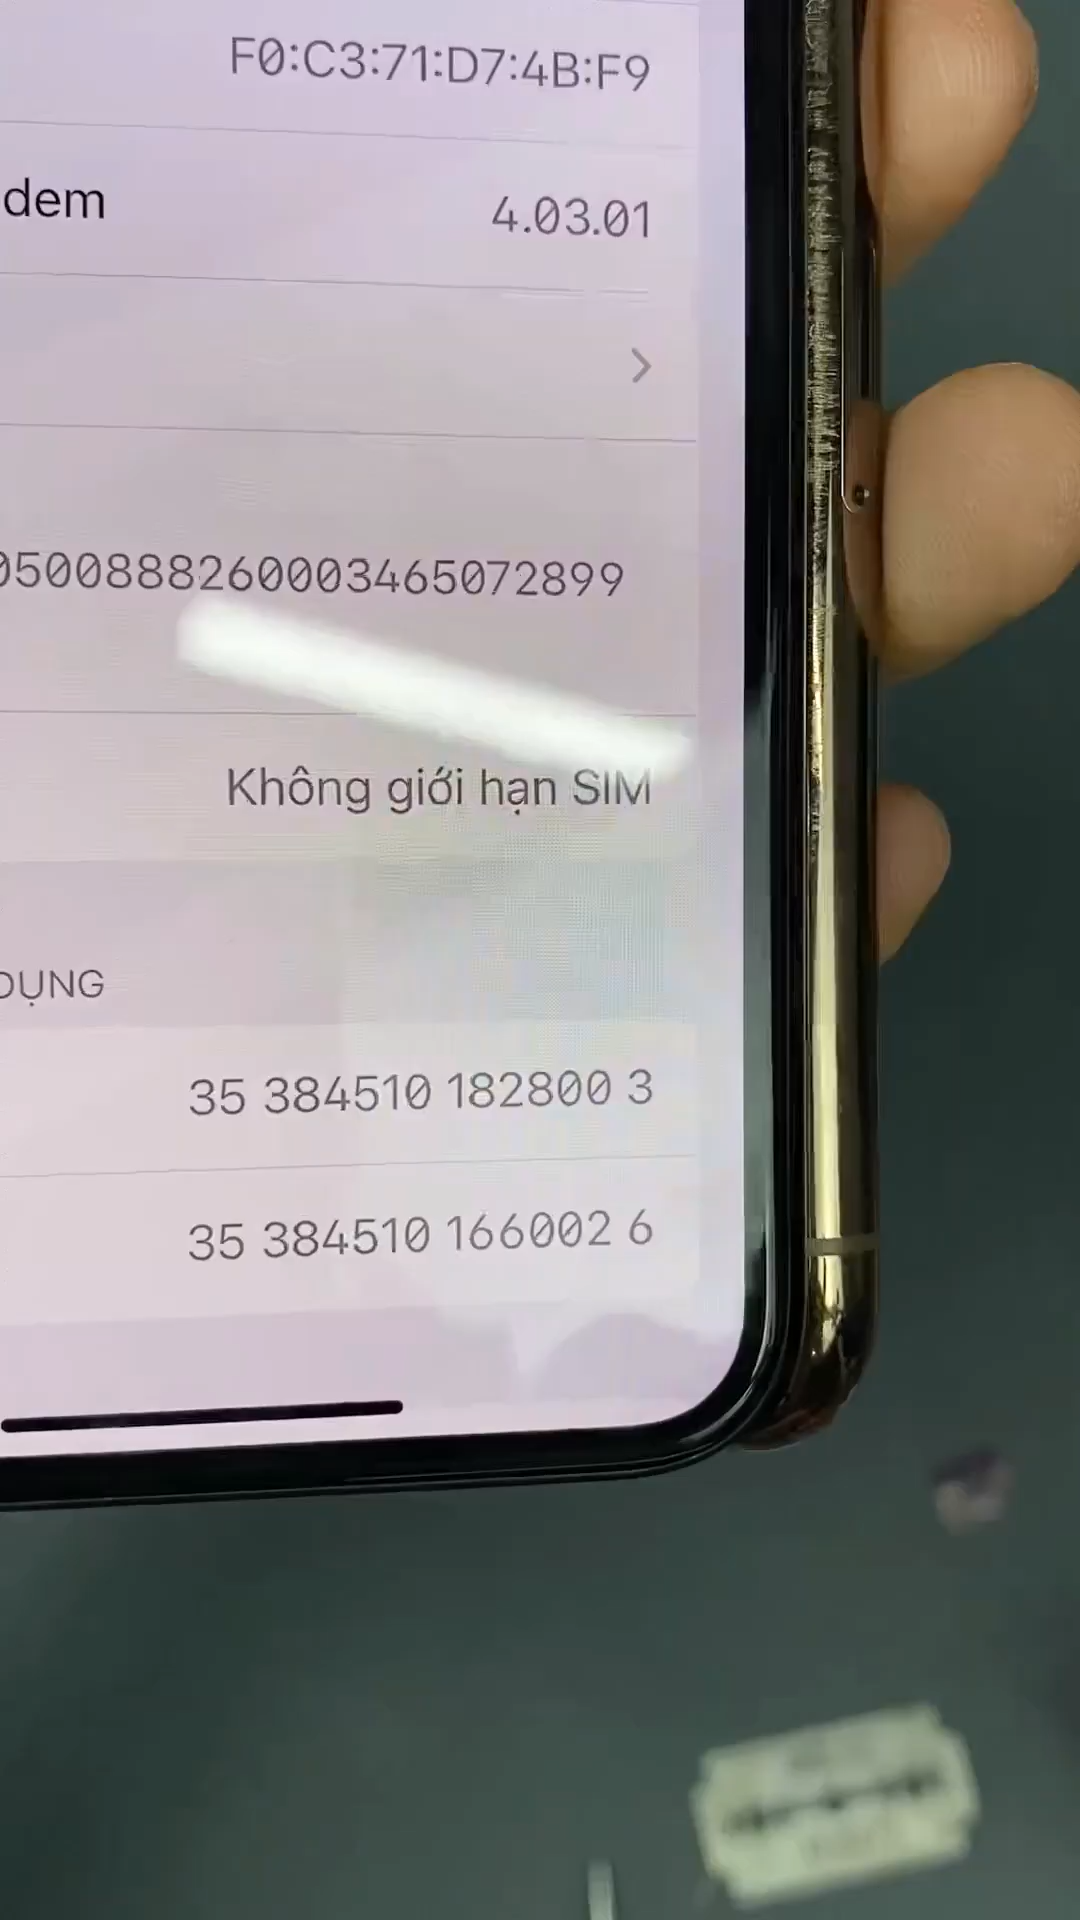 F0:C3:71:D7:4B:F9
dem
4.03.01
0500888260003465072899
Không giới hạn SIM
DỤNG
35 384510 182800 3
35 384510 166002 6